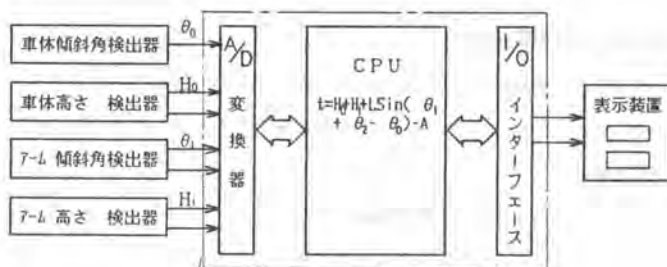 車体傾斜角検出器
θ₀
車体高さ 検出器
H₀
アーム 傾斜角検出器
θ₁
アーム 高さ 検出器
H₁
A/D変換器
CPU
t=H₀+H₁+LSin( θ₁
+ θ₂- θ₀)-A
I/Oインターフェース
表示装置